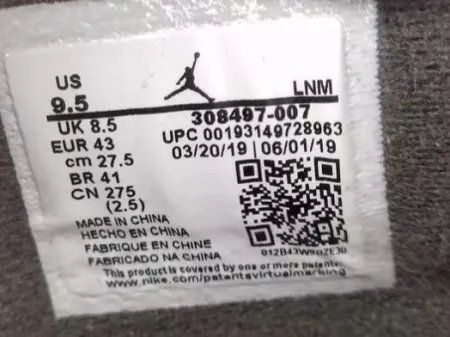 US
9.5
LNM
308497-007
UK 8.5
UPC 00193149728963
EUR 43
03/20/19 | 06/01/19
cm 27.5
BR 41
CN 275
(2.5)
MADE IN CHINA
HECHO EN CHINA
FABRIQUE EN CHINE
FABRICADO NA CHINA
This product is covered by one or more patents.
www.nike.com/patentsvirtualmarking